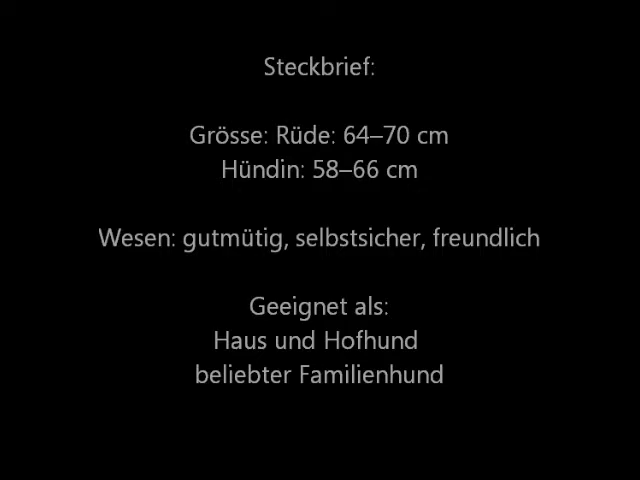 Steckbrief:
Grösse: Rüde: 64–70 cm
Hündin: 58–66 cm
Wesen: gutmütig, selbstsicher, freundlich
Geeignet als:
Haus und Hofhund
beliebter Familienhund